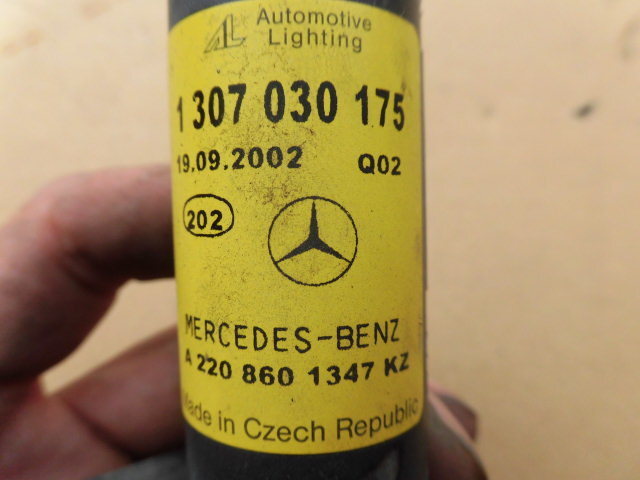 AL Automotive
Lighting
1 307 030 175
19.09.2002 Q02
202
MERCEDES-BENZ
A 220 860 1347 KZ
Made in Czech Republic